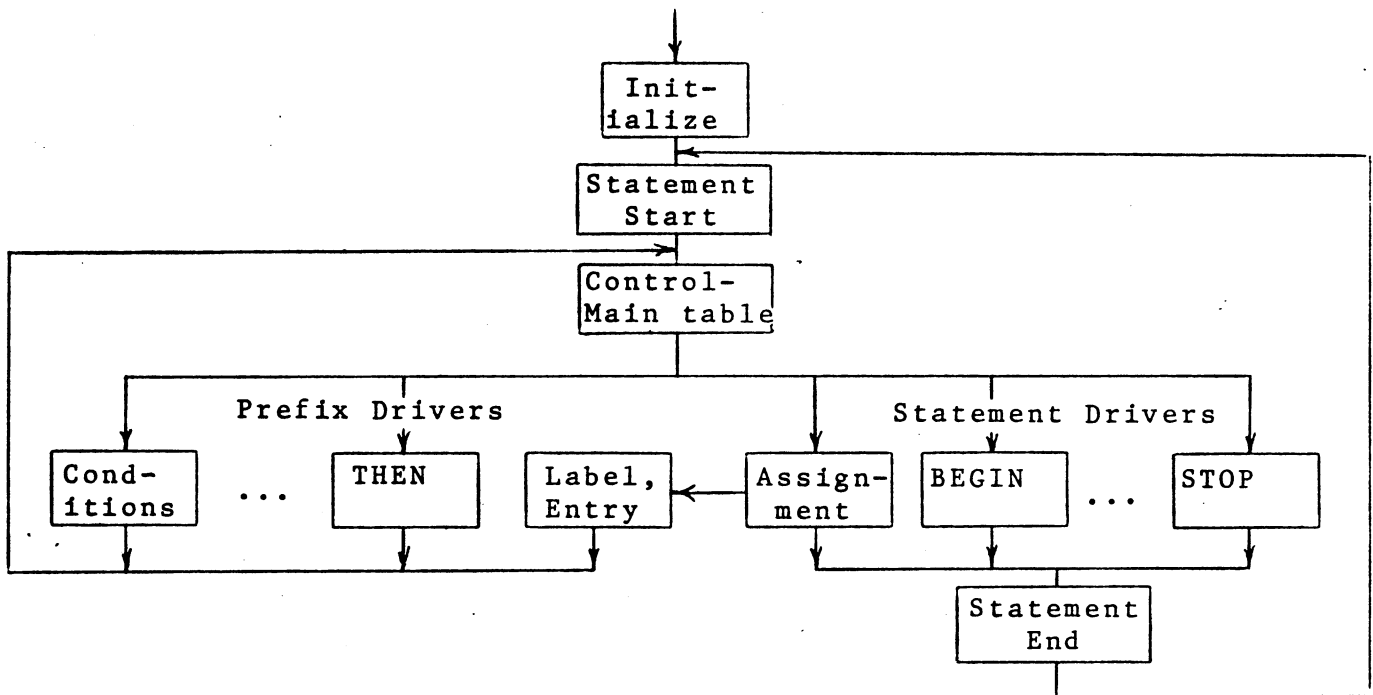 Init-
ialize
Statement
Start
Control-
Main table
Prefix Drivers
Statement Drivers
Cond-
itions
...
THEN
Label,
Entry
Assign-
ment
BEGIN
...
STOP
Statement
End